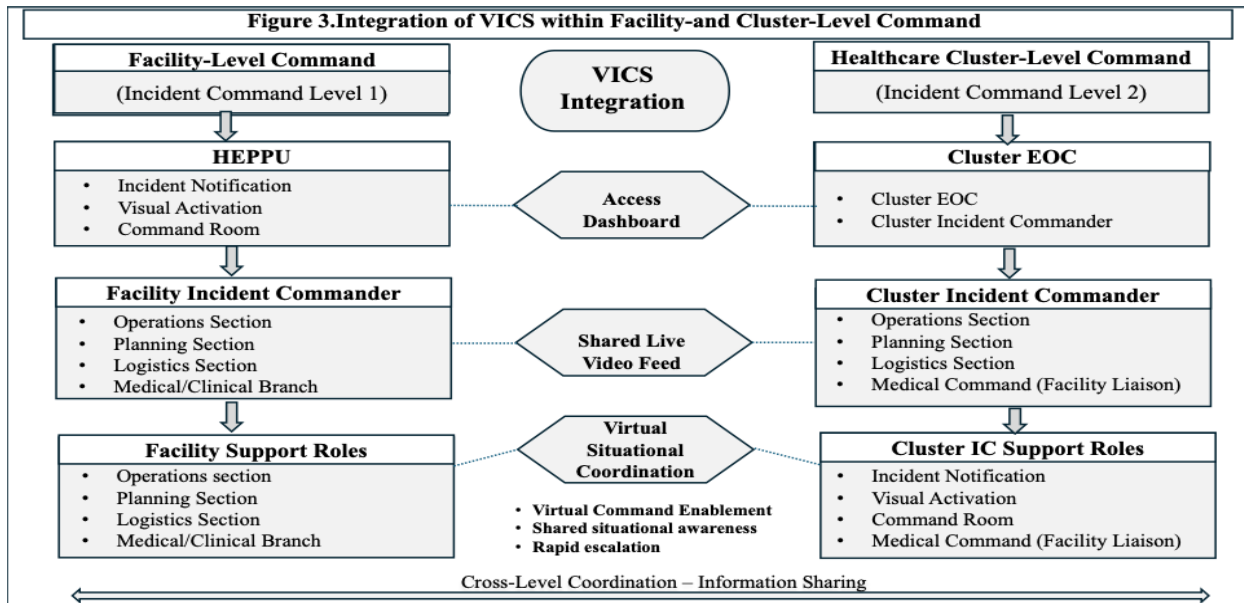 Figure 3.Integration of VICS within Facility-and Cluster-Level Command
Facility-Level Command
(Incident Command Level 1)
HEPPU
• Incident Notification
• Visual Activation
• Command Room
Facility Incident Commander
• Operations Section
• Planning Section
• Logistics Section
• Medical/Clinical Branch
Facility Support Roles
• Operations section
• Planning Section
• Logistics Section
• Medical/Clinical Branch
VICS
Integration
Access
Dashboard
Shared Live
Video Feed
Virtual
Situational
Coordination
• Virtual Command Enablement
• Shared situational awareness
• Rapid escalation
Healthcare Cluster-Level Command
(Incident Command Level 2)
Cluster EOC
• Cluster EOC
• Cluster Incident Commander
Cluster Incident Commander
• Operations Section
• Planning Section
• Logistics Section
• Medical Command (Facility Liaison)
Cluster IC Support Roles
• Incident Notification
• Visual Activation
• Command Room
• Medical Command (Facility Liaison)
Cross-Level Coordination – Information Sharing